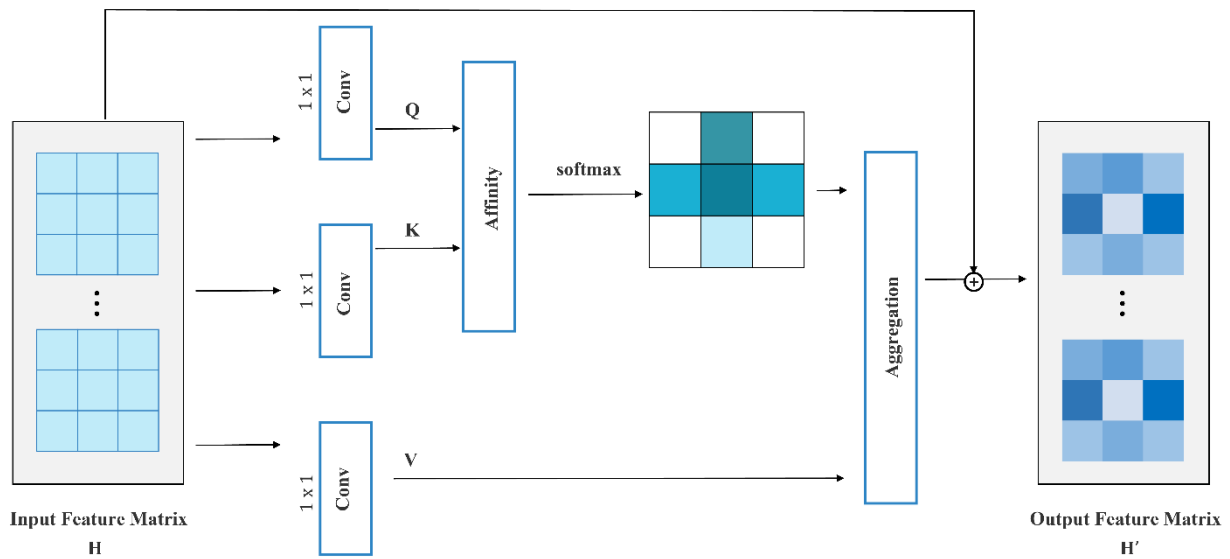 1 x 1
Conv
Q
Affinity
softmax
1 x 1
Conv
K
Aggregation
1 x 1
Conv
V
Input Feature Matrix
H
Output Feature Matrix
H′